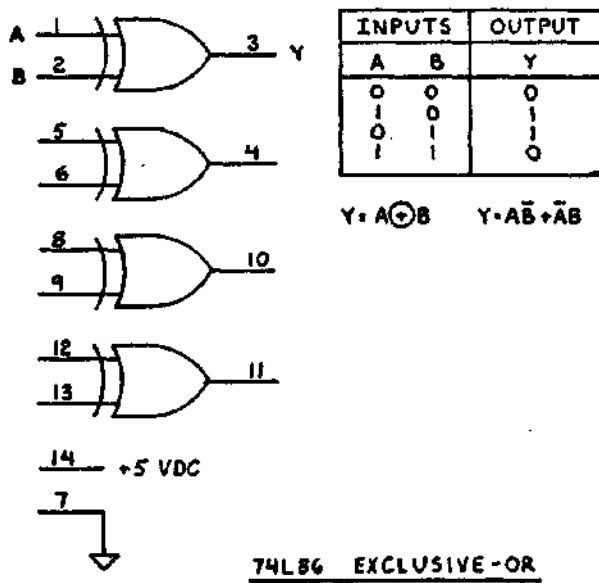 INPUTS OUTPUT
A B Y
0 0 0
1 0 1
0 1 1
1 1 0
Y = A⊕B Y=AB̄+ĀB
A 1 3 Y
B 2
5 4
6
8 10
9
12 11
13
14 +5 VDC
7
74L86 EXCLUSIVE-OR